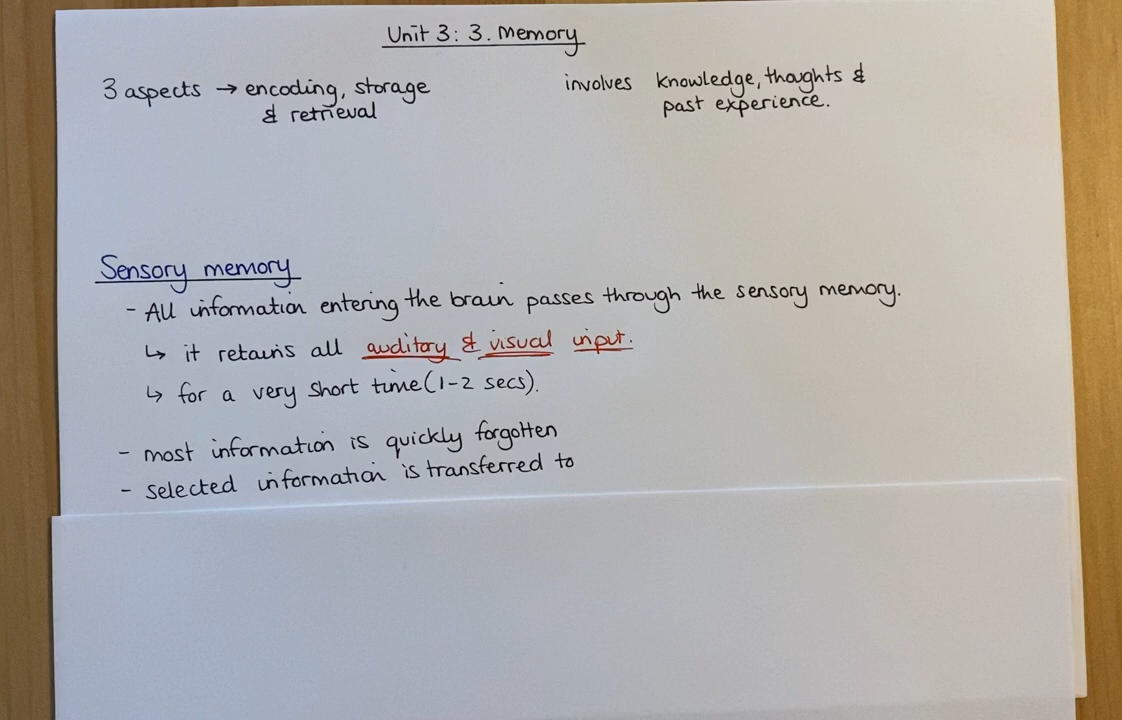 Unit 3: 3. Memory
3 aspects → encoding, storage
& retrieval
involves knowledge, thoughts &
past experience.
Sensory memory
- All information entering the brain passes through the sensory memory.
↳ it retains all auditory & visual input.
↳ for a very short time (1-2 secs).
- most information is quickly forgotten
- selected information is transferred to